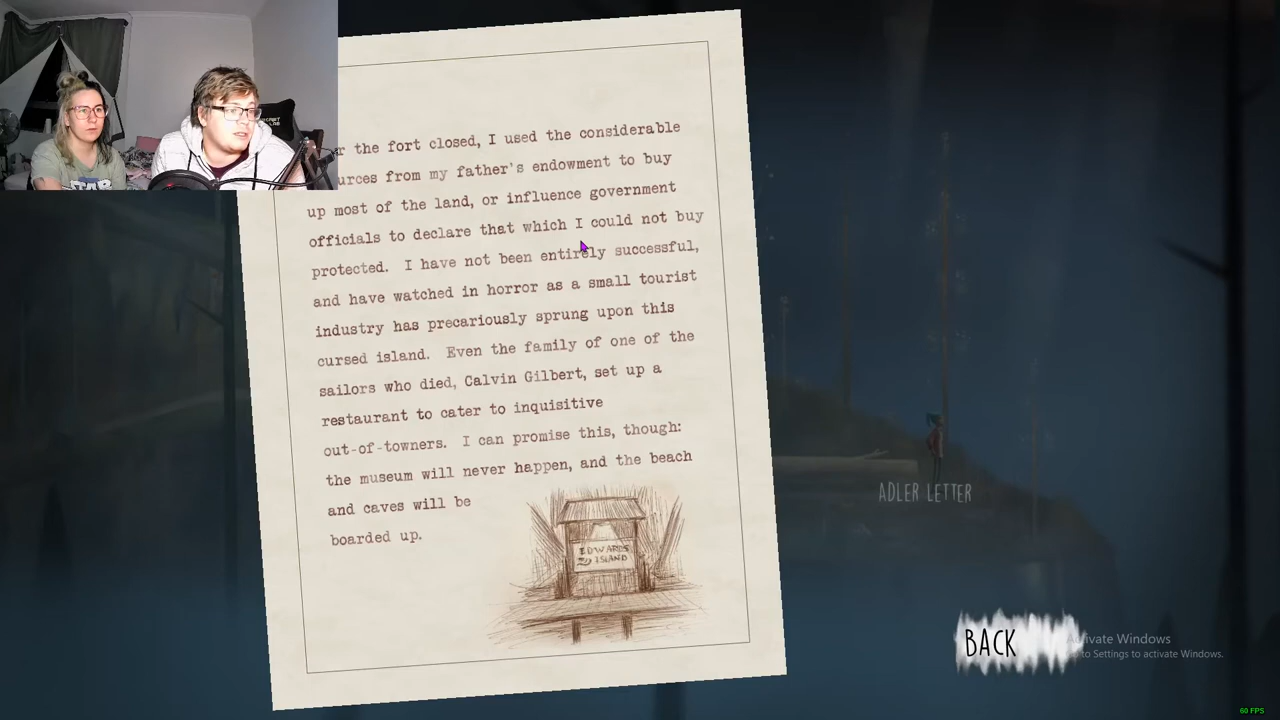 r the fort closed, I used the considerable
urces from my father's endowment to buy
up most of the land, or influence government
officials to declare that which I could not buy
protected. I have not been entirely successful,
and have watched in horror as a small tourist
industry has precariously sprung upon this
cursed island. Even the family of one of the
sailors who died, Calvin Gilbert, set up a
restaurant to cater to inquisitive
out-of-towners. I can promise this, though:
the museum will never happen, and the beach
and caves will be
boarded up.
EDWARDS
ISLAND
ADLER LETTER
BACK
Activate Windows
to Settings to activate Windows.
60 FPS